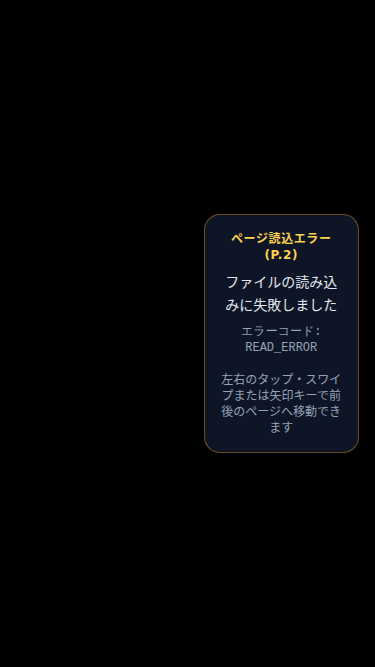 ページ読込エラー
(P.2)
ファイルの読み込
みに失敗しました
エラーコード:
READ_ERROR
左右のタップ・スワイ
プまたは矢印キーで前
後のページへ移動でき
ます